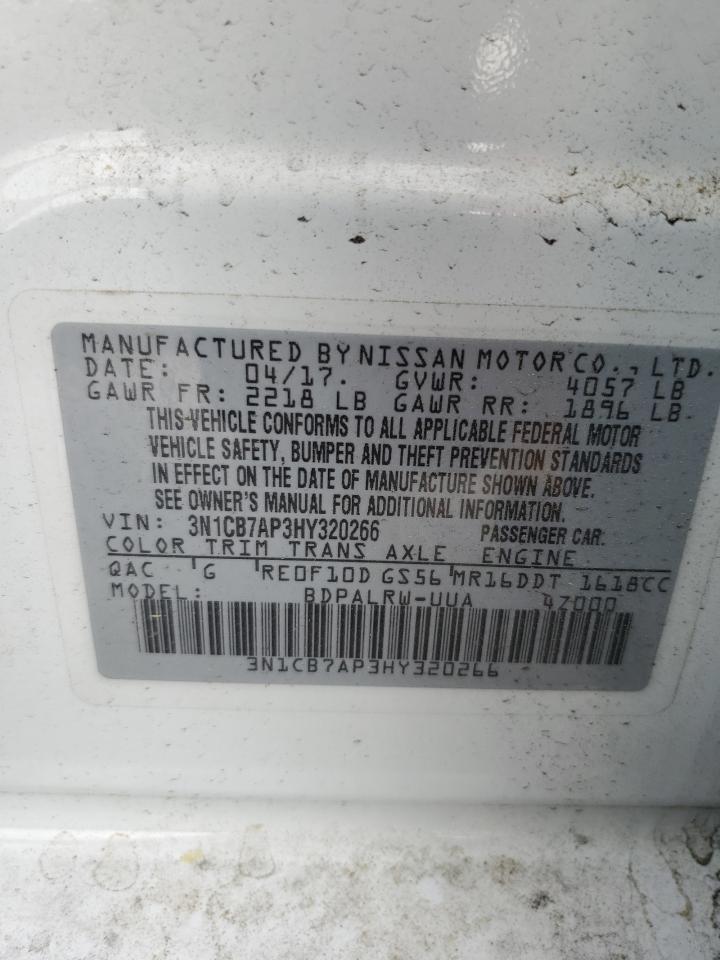 MANUFACTURED BY NISSAN MOTOR CO., LTD.
DATE: 04/17. GVWR: 4057 LB
GAWR FR: 2218 LB GAWR RR: 1896 LB
THIS VEHICLE CONFORMS TO ALL APPLICABLE FEDERAL MOTOR
VEHICLE SAFETY, BUMPER AND THEFT PREVENTION STANDARDS
IN EFFECT ON THE DATE OF MANUFACTURE SHOWN ABOVE.
SEE OWNER'S MANUAL FOR ADDITIONAL INFORMATION.
VIN: 3N1CB7AP3HY320266 PASSENGER CAR.
COLOR TRIM TRANS AXLE ENGINE
QAC G RE0F10D GS56 MR16DDT 1618CC
MODEL: BDPALRW-UUA 47000
3N1CB7AP3HY320266